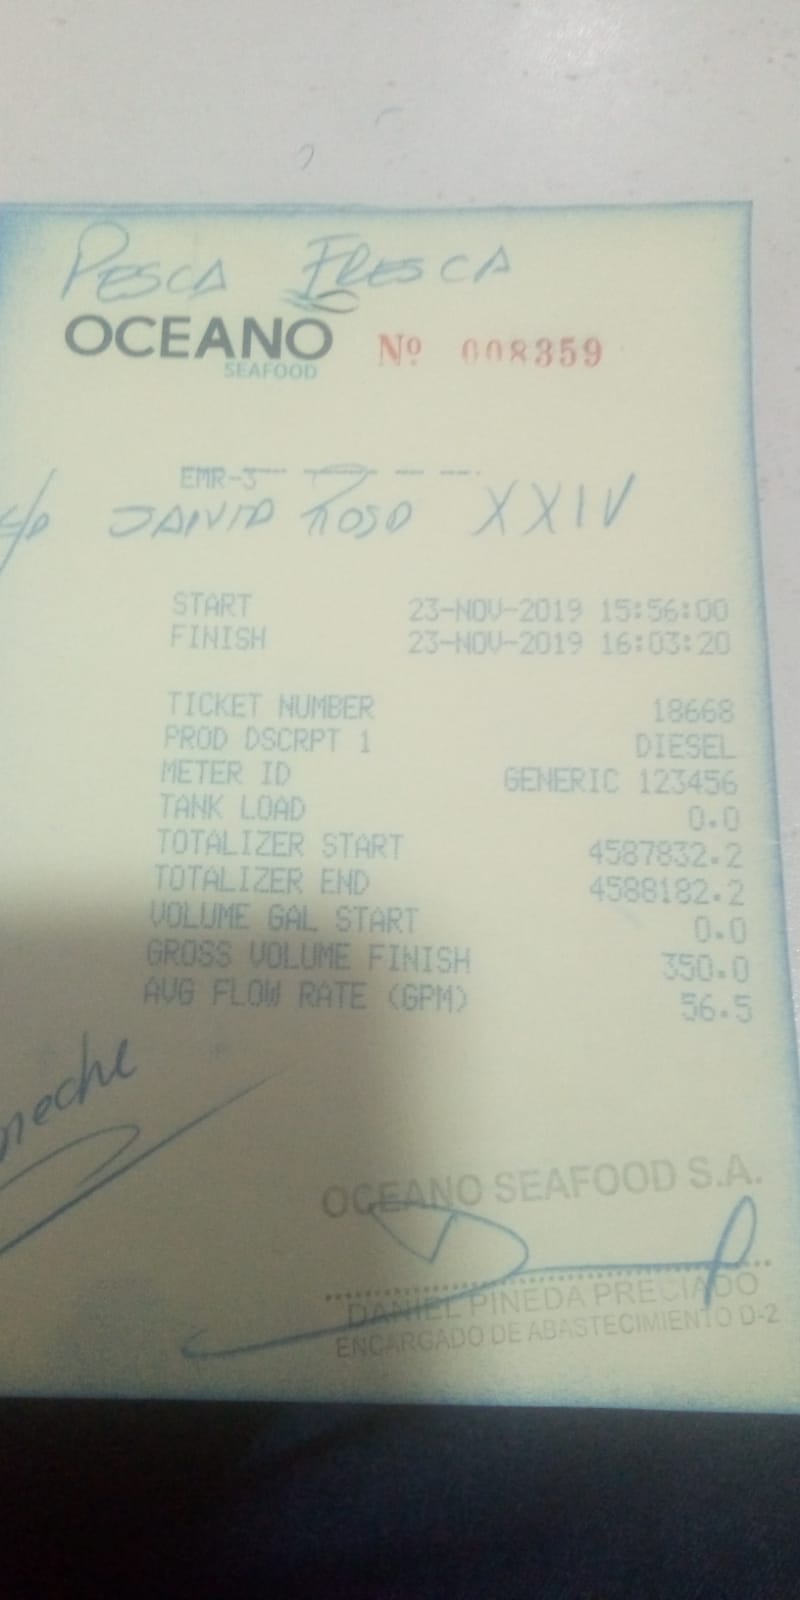 PESCA FRESCA
OCEANO
SEAFOOD
Nº 008359
EMR-3
XXIV
START 23-NOV-2019 15:56:00
FINISH 23-NOV-2019 16:03:20
TICKET NUMBER 18668
PROD DSCRPT 1 DIESEL
METER ID GENERIC 123456
TANK LOAD 0.0
TOTALIZER START 4587832.2
TOTALIZER END 4588182.2
VOLUME GAL START 0.0
GROSS VOLUME FINISH 350.0
AVG FLOW RATE (GPM) 56.5
OCEANO SEAFOOD S.A.
DANIEL PINEDA PRECIADO
ENCARGADO DE ABASTECIMIENTO D-2